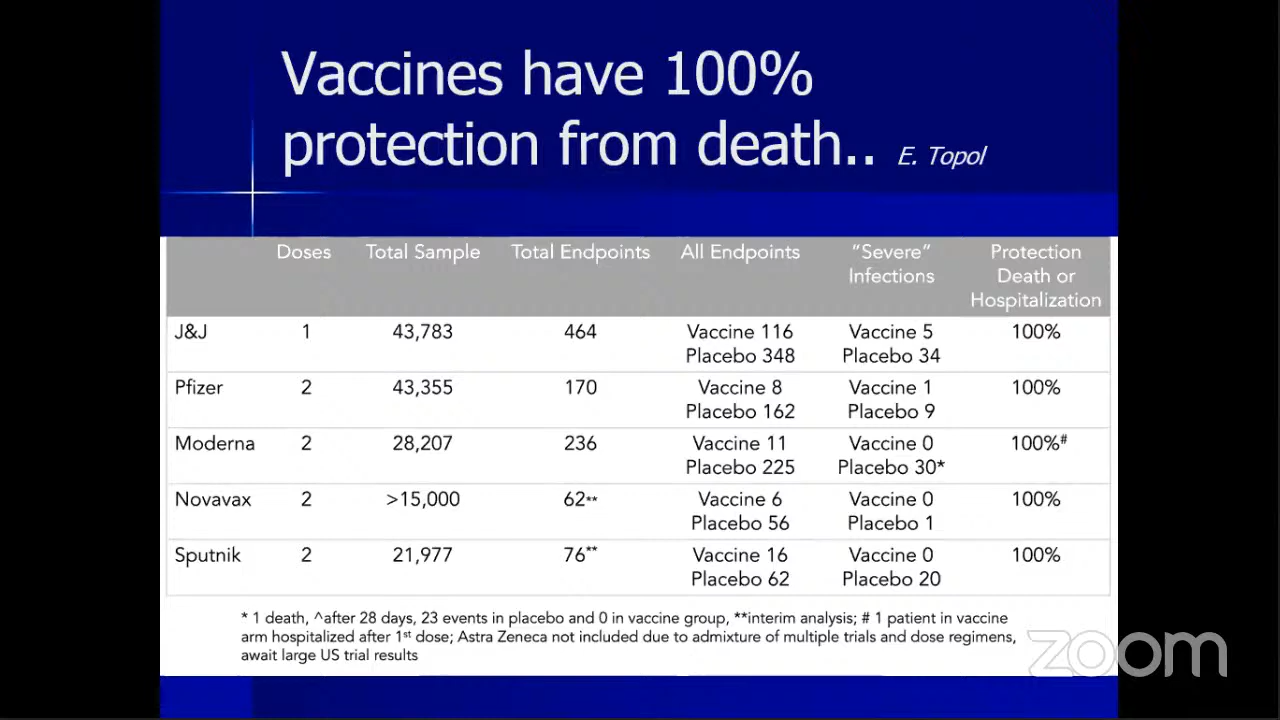 Vaccines have 100%
protection from death.. E. Topol
Doses Total Sample Total Endpoints All Endpoints "Severe" Infections Protection Death or Hospitalization
J&J 1 43,783 464 Vaccine 116 Vaccine 5 100%
Placebo 348 Placebo 34
Pfizer 2 43,355 170 Vaccine 8 Vaccine 1 100%
Placebo 162 Placebo 9
Moderna 2 28,207 236 Vaccine 11 Vaccine 0 100%#
Placebo 225 Placebo 30*
Novavax 2 >15,000 62** Vaccine 6 Vaccine 0 100%
Placebo 56 Placebo 1
Sputnik 2 21,977 76** Vaccine 16 Vaccine 0 100%
Placebo 62 Placebo 20
* 1 death, ^after 28 days, 23 events in placebo and 0 in vaccine group, **interim analysis; # 1 patient in vaccine
arm hospitalized after 1st dose; Astra Zeneca not included due to admixture of multiple trials and dose regimens,
await large US trial results
zoom